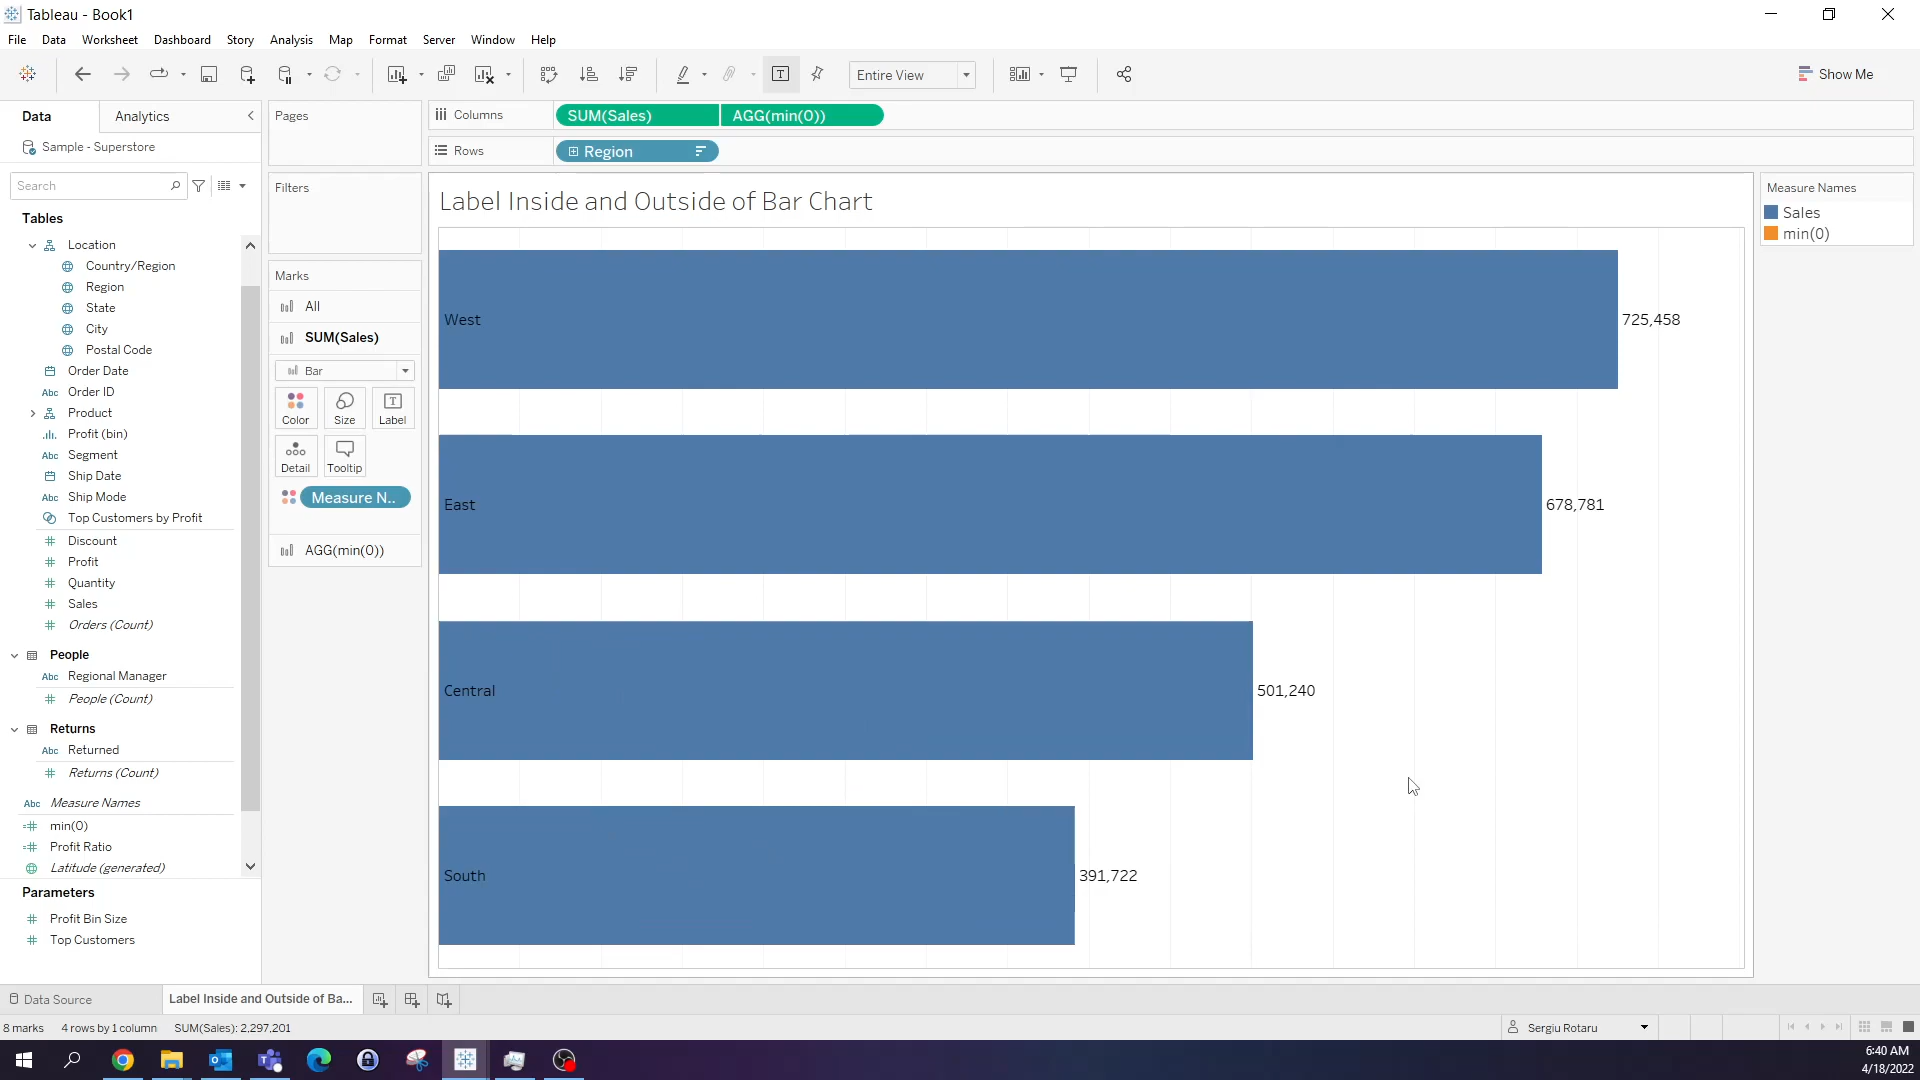 Tableau - Book1
File Data Worksheet Dashboard Story Analysis Map Format Server Window Help
Entire View
Show Me
Data Analytics
Sample - Superstore
Search
Tables
Location
Country/Region
Region
State
City
Postal Code
Order Date
Abc Order ID
Product
Profit (bin)
Abc Segment
Ship Date
Abc Ship Mode
Top Customers by Profit
Discount
Profit
Quantity
Sales
Orders (Count)
People
Abc Regional Manager
People (Count)
Returns
Abc Returned
Returns (Count)
Abc Measure Names
min(0)
Profit Ratio
Latitude (generated)
Parameters
Profit Bin Size
Top Customers
Pages
Filters
Marks
All
SUM(Sales)
Bar
Color Size Label
Detail Tooltip
Measure N..
AGG(min(0))
Columns SUM(Sales) AGG(min(0))
Rows Region
Label Inside and Outside of Bar Chart
West 725,458
East 678,781
Central 501,240
South 391,722
Measure Names
Sales
min(0)
Data Source Label Inside and Outside of Ba...
8 marks 4 rows by 1 column SUM(Sales): 2,297,201
Sergiu Rotaru
6:40 AM
4/18/2022